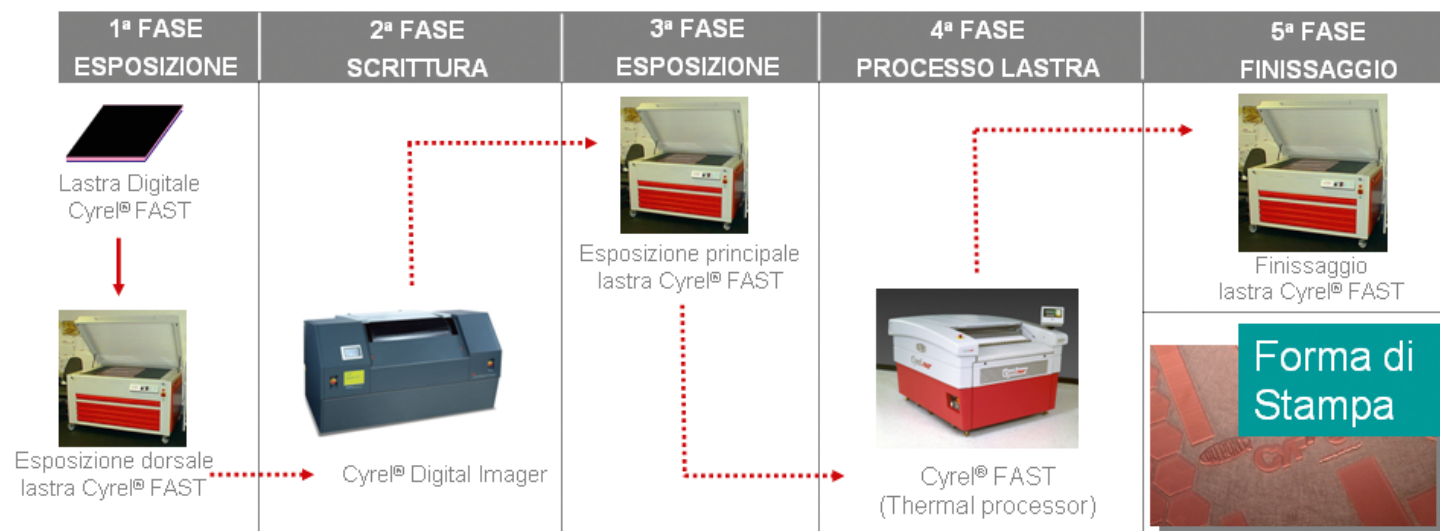 1ª FASE
ESPOSIZIONE
2ª FASE
SCRITTURA
3ª FASE
ESPOSIZIONE
4ª FASE
PROCESSO LASTRA
5ª FASE
FINISSAGGIO
Lastra Digitale
Cyrel® FAST
Esposizione dorsale
lastra Cyrel® FAST
Cyrel® Digital Imager
Esposizione principale
lastra Cyrel® FAST
Cyrel® FAST
(Thermal processor)
Finissaggio
lastra Cyrel® FAST
Forma di
Stampa